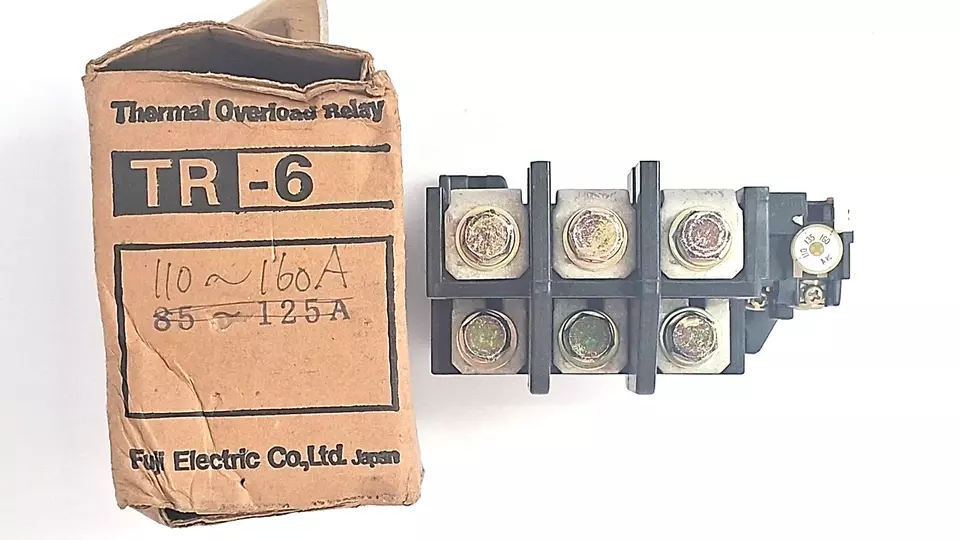 Thermal Overload Relay
TR -6
110 ~ 160A
85 ~ 125A
Fuji Electric Co.,Ltd. Japan
110 135 160
A